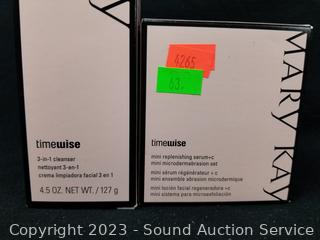 timewise
3-in-1 cleanser
nettoyant 3-en-1
crema limpiadora facial 3 en 1
4.5 OZ. NET WT. / 127 g
4265
63
MARY KAY
timewise
mini replenishing serum+c
mini microdermabrasion set
mini sérum régénérateur +c
mini ensemble abrasion microdermique
mini loción facial regeneradora +c
mini sistema para microexfoliación
Copyright 2023 - Sound Auction Service